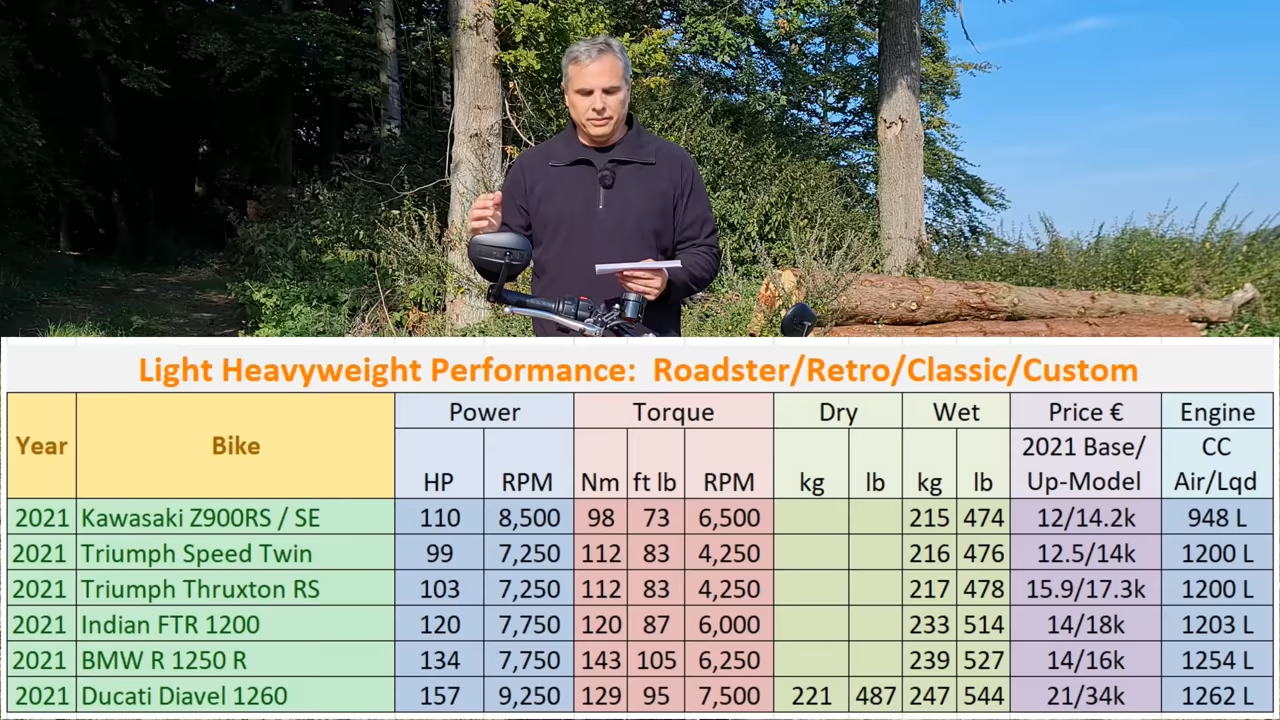 Light Heavyweight Performance: Roadster/Retro/Classic/Custom
Year Bike Power Torque Dry Wet Price € Engine
HP RPM Nm ft lb RPM kg lb kg lb 2021 Base/ Up-Model CC Air/Lqd
2021 Kawasaki Z900RS / SE 110 8,500 98 73 6,500 215 474 12/14.2k 948 L
2021 Triumph Speed Twin 99 7,250 112 83 4,250 216 476 12.5/14k 1200 L
2021 Triumph Thruxton RS 103 7,250 112 83 4,250 217 478 15.9/17.3k 1200 L
2021 Indian FTR 1200 120 7,750 120 87 6,000 233 514 14/18k 1203 L
2021 BMW R 1250 R 134 7,750 143 105 6,250 239 527 14/16k 1254 L
2021 Ducati Diavel 1260 157 9,250 129 95 7,500 221 487 247 544 21/34k 1262 L